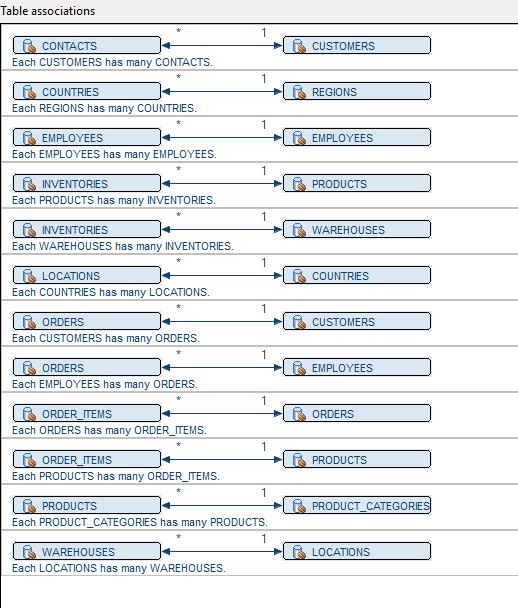 Table associations
CONTACTS * 1 CUSTOMERS
Each CUSTOMERS has many CONTACTS.
COUNTRIES * 1 REGIONS
Each REGIONS has many COUNTRIES.
EMPLOYEES * 1 EMPLOYEES
Each EMPLOYEES has many EMPLOYEES.
INVENTORIES * 1 PRODUCTS
Each PRODUCTS has many INVENTORIES.
INVENTORIES * 1 WAREHOUSES
Each WAREHOUSES has many INVENTORIES.
LOCATIONS * 1 COUNTRIES
Each COUNTRIES has many LOCATIONS.
ORDERS * 1 CUSTOMERS
Each CUSTOMERS has many ORDERS.
ORDERS * 1 EMPLOYEES
Each EMPLOYEES has many ORDERS.
ORDER_ITEMS * 1 ORDERS
Each ORDERS has many ORDER_ITEMS.
ORDER_ITEMS * 1 PRODUCTS
Each PRODUCTS has many ORDER_ITEMS.
PRODUCTS * 1 PRODUCT_CATEGORIES
Each PRODUCT_CATEGORIES has many PRODUCTS.
WAREHOUSES * 1 LOCATIONS
Each LOCATIONS has many WAREHOUSES.